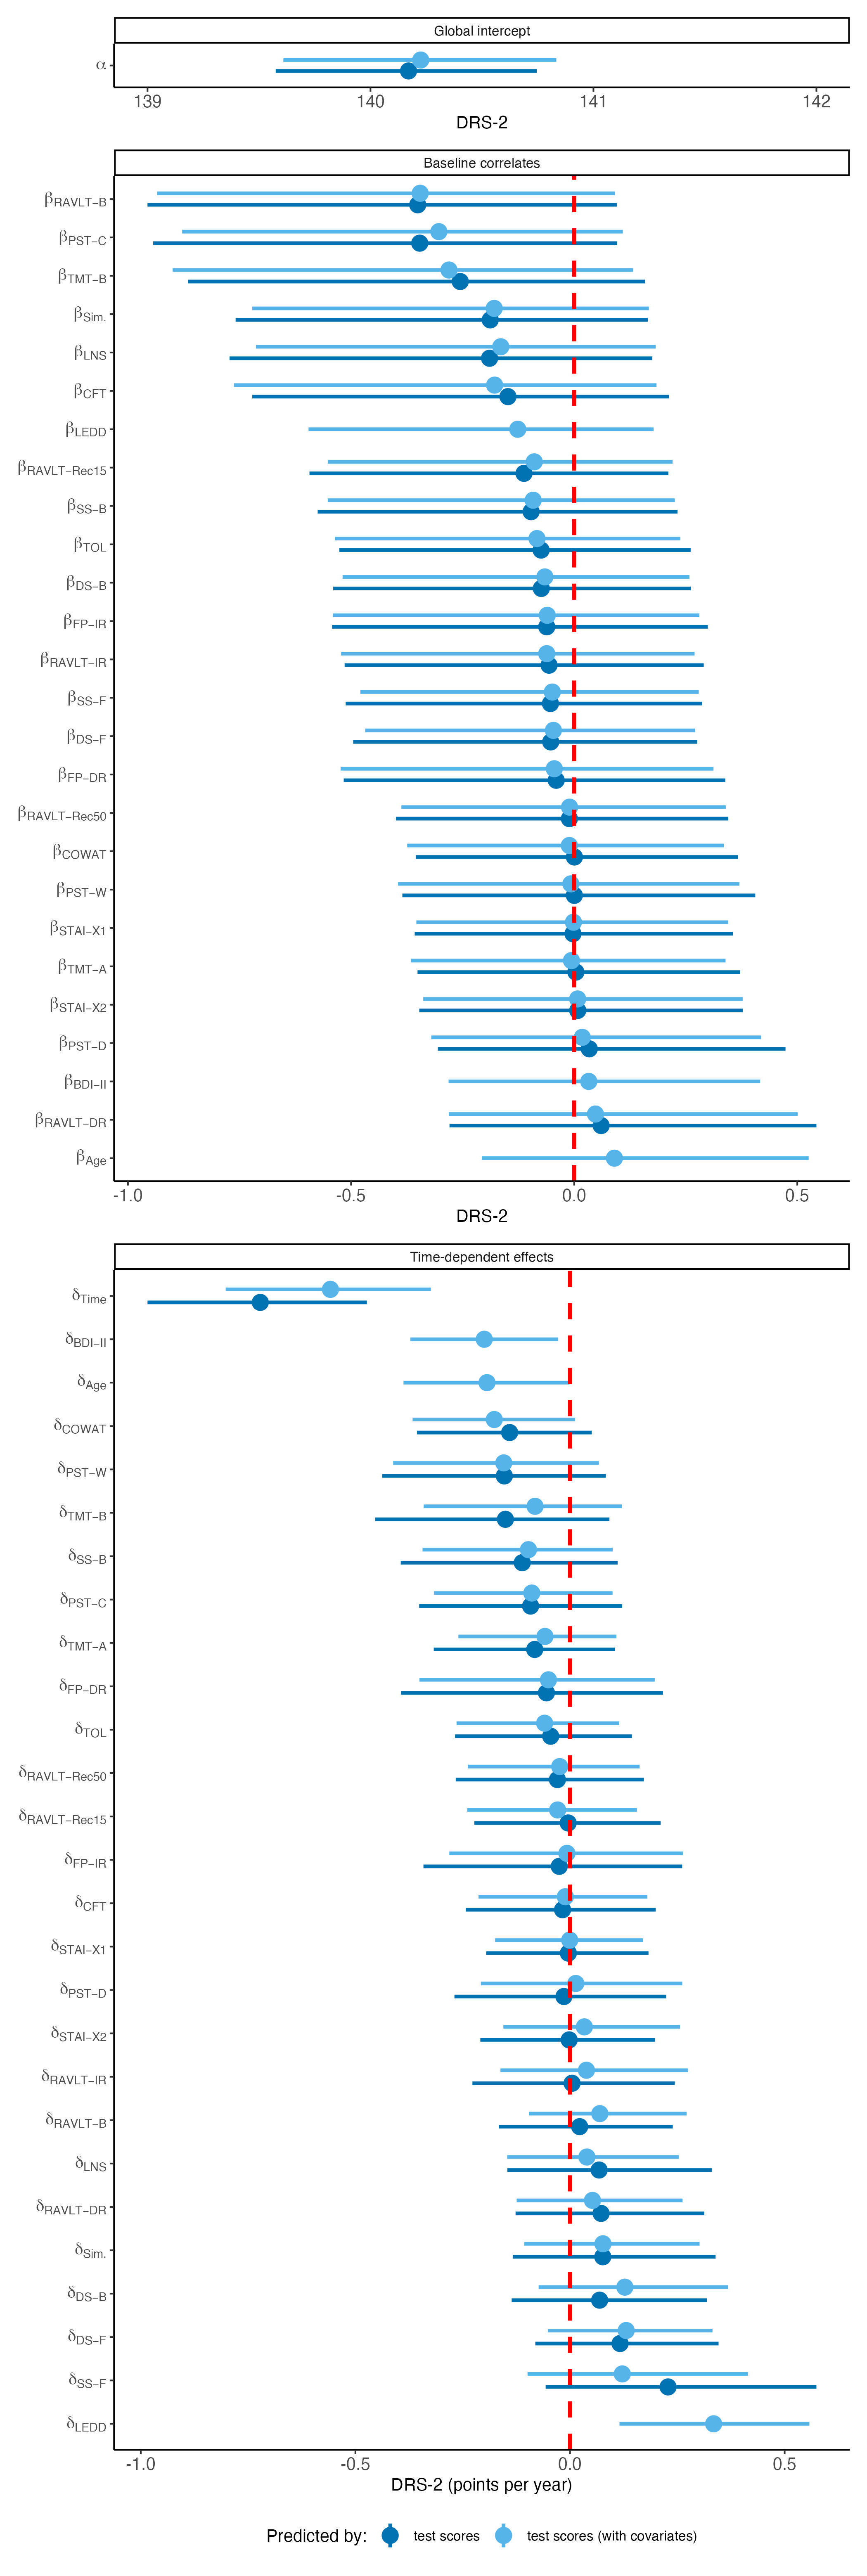 Global intercept
α
139 140 141 142
DRS-2
Baseline correlates
βRAVLT−B
βPST−C
βTMT−B
βSim.
βLNS
βCFT
βLEDD
βRAVLT−Rec15
βSS−B
βTOL
βDS−B
βFP−IR
βRAVLT−IR
βSS−F
βDS−F
βFP−DR
βRAVLT−Rec50
βCOWAT
βPST−W
βSTAI−X1
βTMT−A
βSTAI−X2
βPST−D
βBDI−II
βRAVLT−DR
βAge
-1.0 -0.5 0.0 0.5
DRS-2
Time-dependent effects
δTime
δBDI−II
δAge
δCOWAT
δPST−W
δTMT−B
δSS−B
δPST−C
δTMT−A
δFP−DR
δTOL
δRAVLT−Rec50
δRAVLT−Rec15
δFP−IR
δCFT
δSTAI−X1
δPST−D
δSTAI−X2
δRAVLT−IR
δRAVLT−B
δLNS
δRAVLT−DR
δSim.
δDS−B
δDS−F
δSS−F
δLEDD
-1.0 -0.5 0.0 0.5
DRS-2 (points per year)
Predicted by: test scores test scores (with covariates)